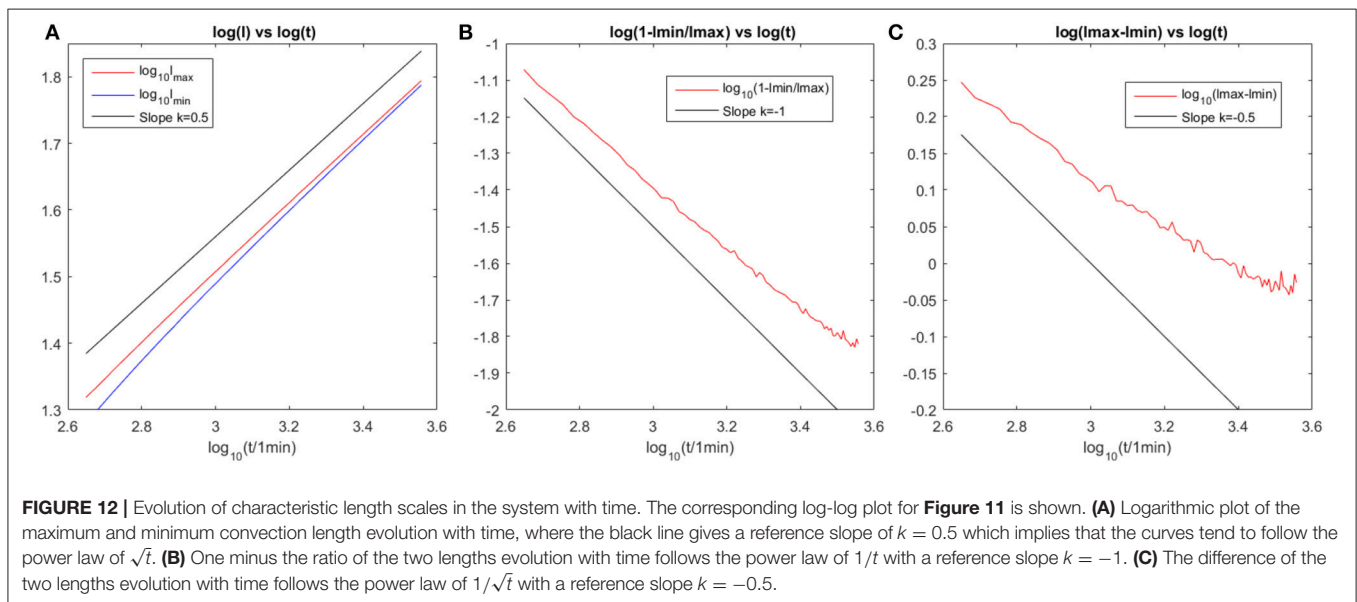 A
log(l) vs log(t)
1.8
1.7
1.6
1.5
1.4
1.3
2.6
2.8
3
3.2
3.4
3.6
log₁₀(t/1min)
log₁₀lmax
log₁₀lmin
Slope k=0.5
B
log(1-lmin/lmax) vs log(t)
-1
-1.1
-1.2
-1.3
-1.4
-1.5
-1.6
-1.7
-1.8
-1.9
-2
2.6
2.8
3
3.2
3.4
3.6
log₁₀(t/1min)
log₁₀(1-lmin/lmax)
Slope k=-1
C
log(lmax-lmin) vs log(t)
0.3
0.25
0.2
0.15
0.1
0.05
0
-0.05
-0.1
-0.15
-0.2
2.6
2.8
3
3.2
3.4
3.6
log₁₀(t/1min)
log₁₀(lmax-lmin)
Slope k=-0.5
FIGURE 12 | Evolution of characteristic length scales in the system with time. The corresponding log-log plot for Figure 11 is shown. (A) Logarithmic plot of the
maximum and minimum convection length evolution with time, where the black line gives a reference slope of k = 0.5 which implies that the curves tend to follow the
power law of √t. (B) One minus the ratio of the two lengths evolution with time follows the power law of 1/t with a reference slope k = −1. (C) The difference of the
two lengths evolution with time follows the power law of 1/√t with a reference slope k = −0.5.